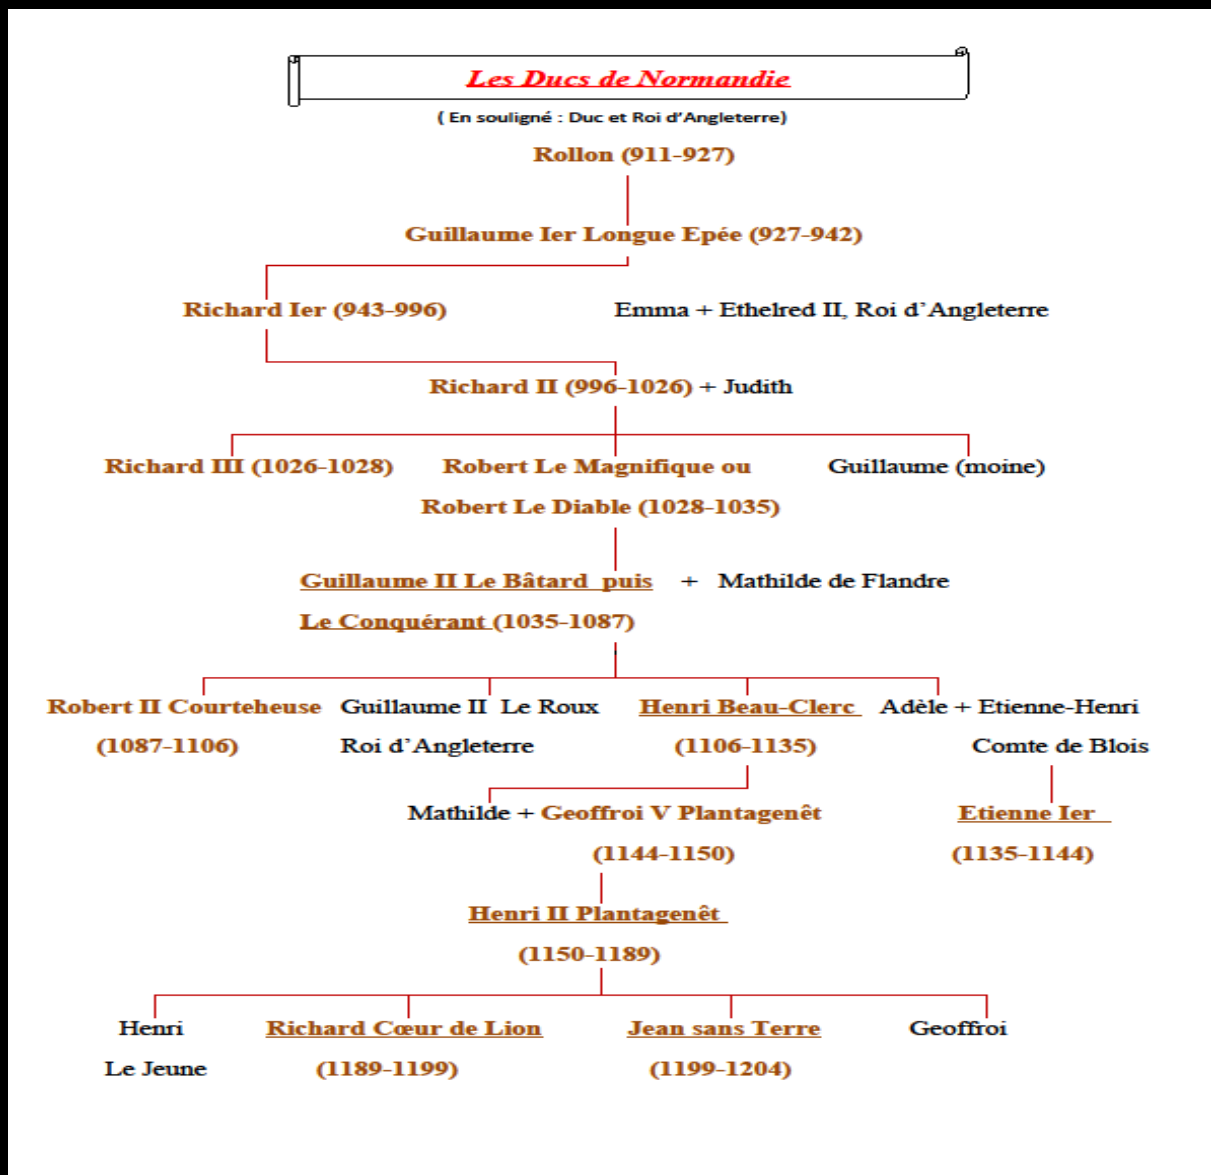 Les Ducs de Normandie
( En souligné : Duc et Roi d'Angleterre)
Rollon (911-927)
Guillaume Ier Longue Epée (927-942)
Richard Ier (943-996) Emma + Ethelred II, Roi d'Angleterre
Richard II (996-1026) + Judith
Richard III (1026-1028) Robert Le Magnifique ou Guillaume (moine)
Robert Le Diable (1028-1035)
Guillaume II Le Bâtard puis + Mathilde de Flandre
Le Conquérant (1035-1087)
Robert II Courteheuse Guillaume II Le Roux Henri Beau-Clerc Adèle + Etienne-Henri
(1087-1106) Roi d'Angleterre (1106-1135) Comte de Blois
Mathilde + Geoffroi V Plantagenêt Etienne Ier
(1144-1150) (1135-1144)
Henri II Plantagenêt
(1150-1189)
Henri Richard Cœur de Lion Jean sans Terre Geoffroi
Le Jeune (1189-1199) (1199-1204)